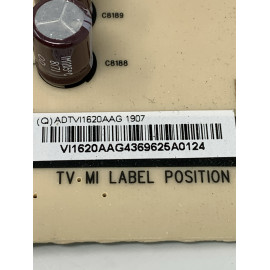 C8189
C8188
(Q)ADTVI1620AAG 1907
VI1620AAG4369625A0124
TV MI LABEL POSITION